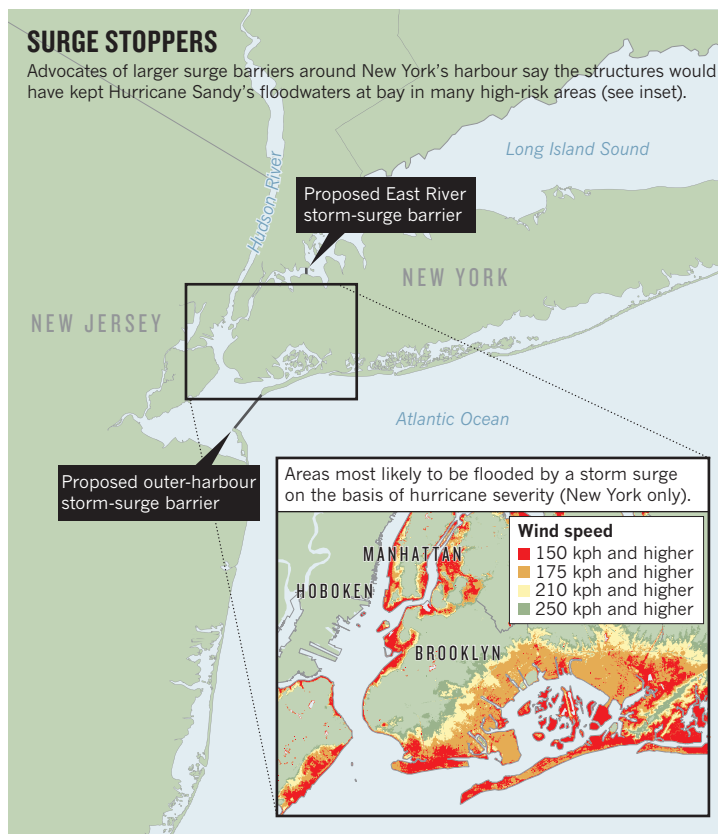 SURGE STOPPERS
Advocates of larger surge barriers around New York's harbour say the structures would
have kept Hurricane Sandy's floodwaters at bay in many high-risk areas (see inset).
Long Island Sound
Hudson River
Proposed East River
storm-surge barrier
NEW YORK
NEW JERSEY
Atlantic Ocean
Proposed outer-harbour
storm-surge barrier
Areas most likely to be flooded by a storm surge
on the basis of hurricane severity (New York only).
Wind speed
150 kph and higher
175 kph and higher
210 kph and higher
250 kph and higher
MANHATTAN
HOBOKEN
BROOKLYN